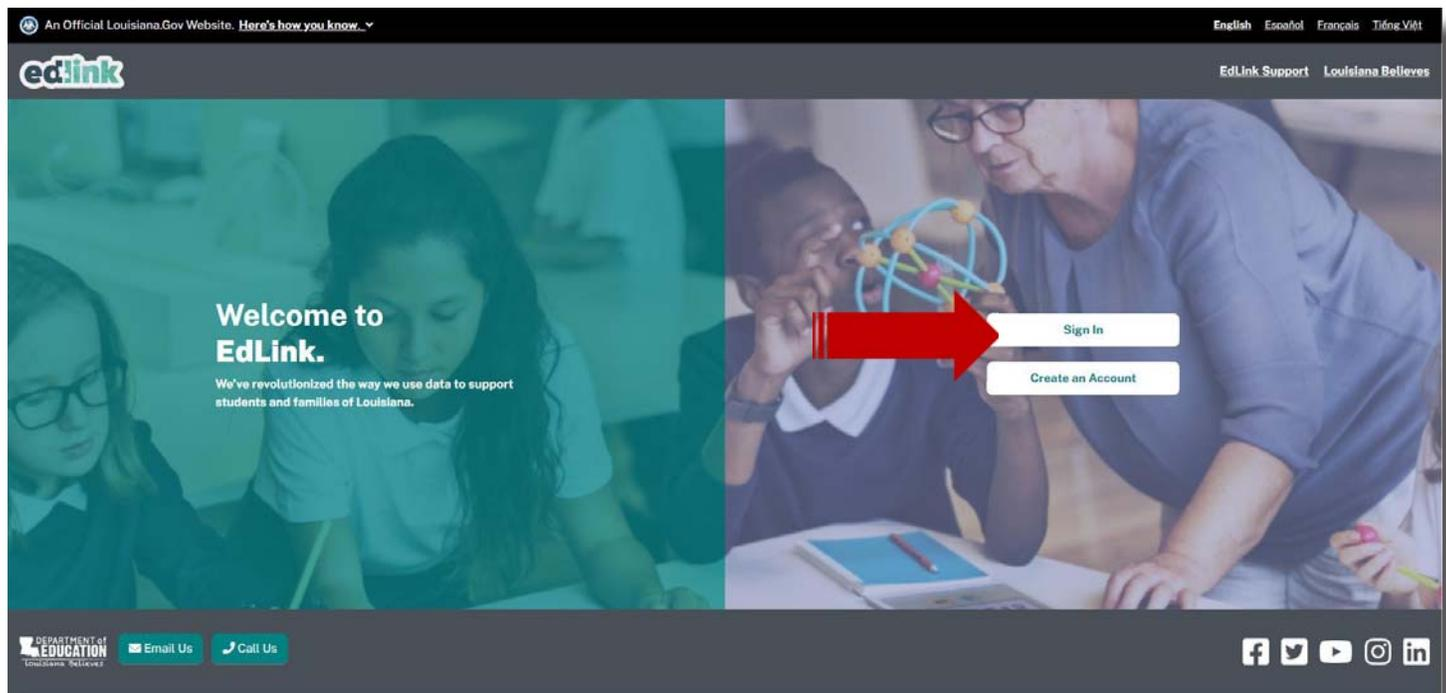 An Official Louisiana.Gov Website. Here's how you know.
English Español Français Tiếng Việt
edlink
EdLink Support Louisiana Believes
Welcome to
EdLink.
We've revolutionized the way we use data to support
students and families of Louisiana.
Sign In
Create an Account
DEPARTMENT of
EDUCATION
Louisiana Believes
Email Us
Call Us